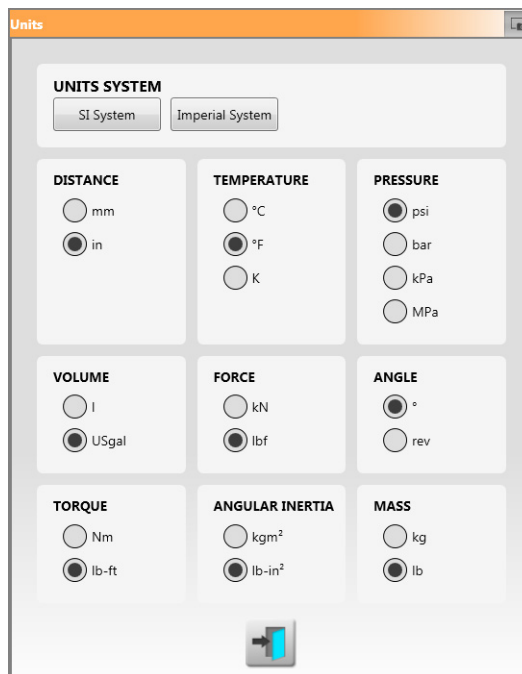 Units
UNITS SYSTEM
SI System
Imperial System
DISTANCE
mm
in
TEMPERATURE
°C
°F
K
PRESSURE
psi
bar
kPa
MPa
VOLUME
l
USgal
FORCE
kN
lbf
ANGLE
°
rev
TORQUE
Nm
lb-ft
ANGULAR INERTIA
kgm²
lb-in²
MASS
kg
lb